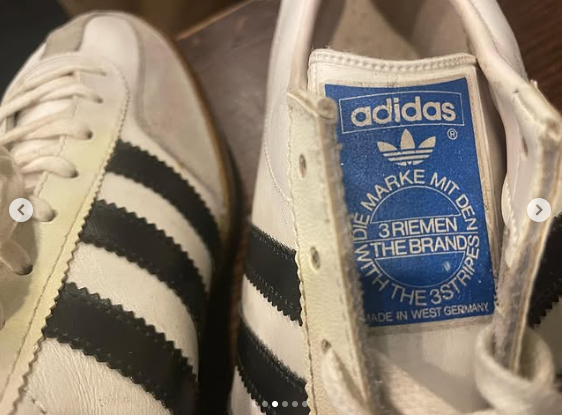 adidas
®
DIE MARKE MIT DEN
3 RIEMEN
THE BRAND
WITH THE 3 STRIPES
MADE IN WEST GERMANY